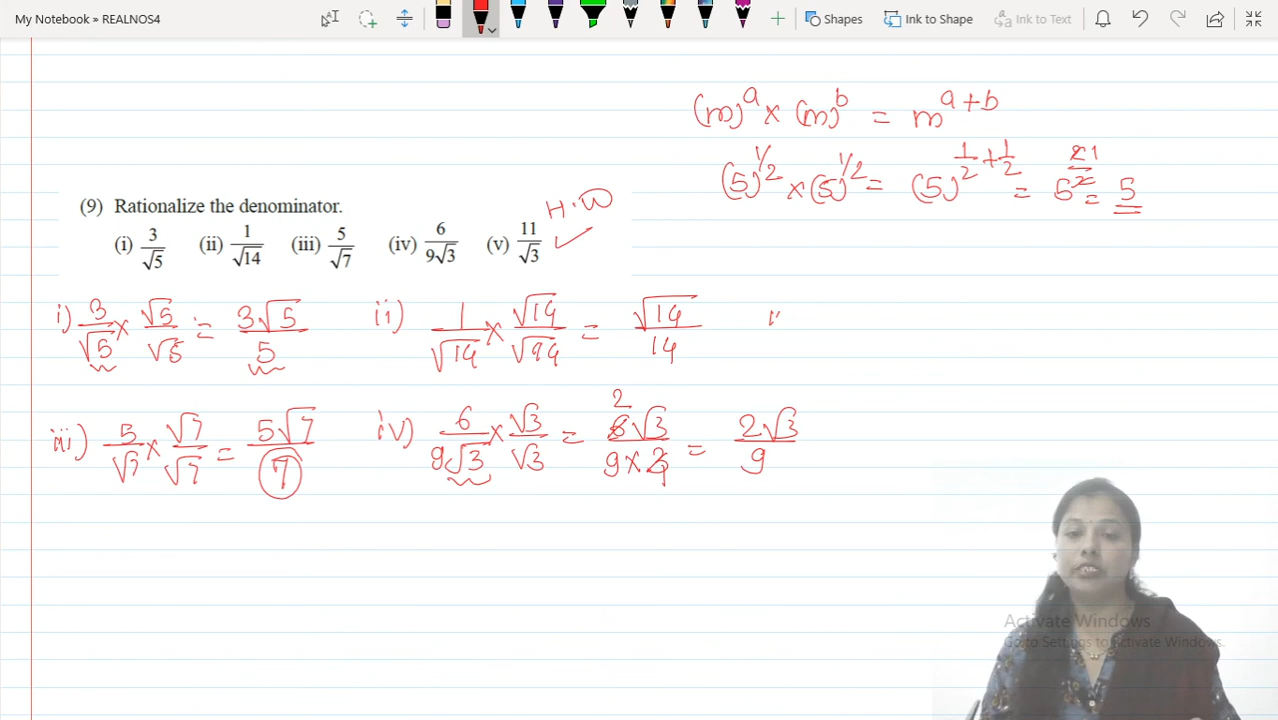 My Notebook » REALNOS4
Shapes
Ink to Shape
Ink to Text
(m)^a × (m)^b = m^(a+b)
(5)^(1/2) × (5)^(1/2) = (5)^(1/2 + 1/2) = 5^(2/2) = 5
(9) Rationalize the denominator.
H.W
(i) 3/√5 (ii) 1/√14 (iii) 5/√7 (iv) 6/9√3 (v) 11/√3
i) 3/√5 × √5/√5 = 3√5/5
ii) 1/√14 × √14/√14 = √14/14
iii) 5/√7 × √7/√7 = 5√7/7
iv) 6/9√3 × √3/√3 = 6√3/9×3 = 2√3/9
Activate Windows
Go to Settings to Activate Windows.